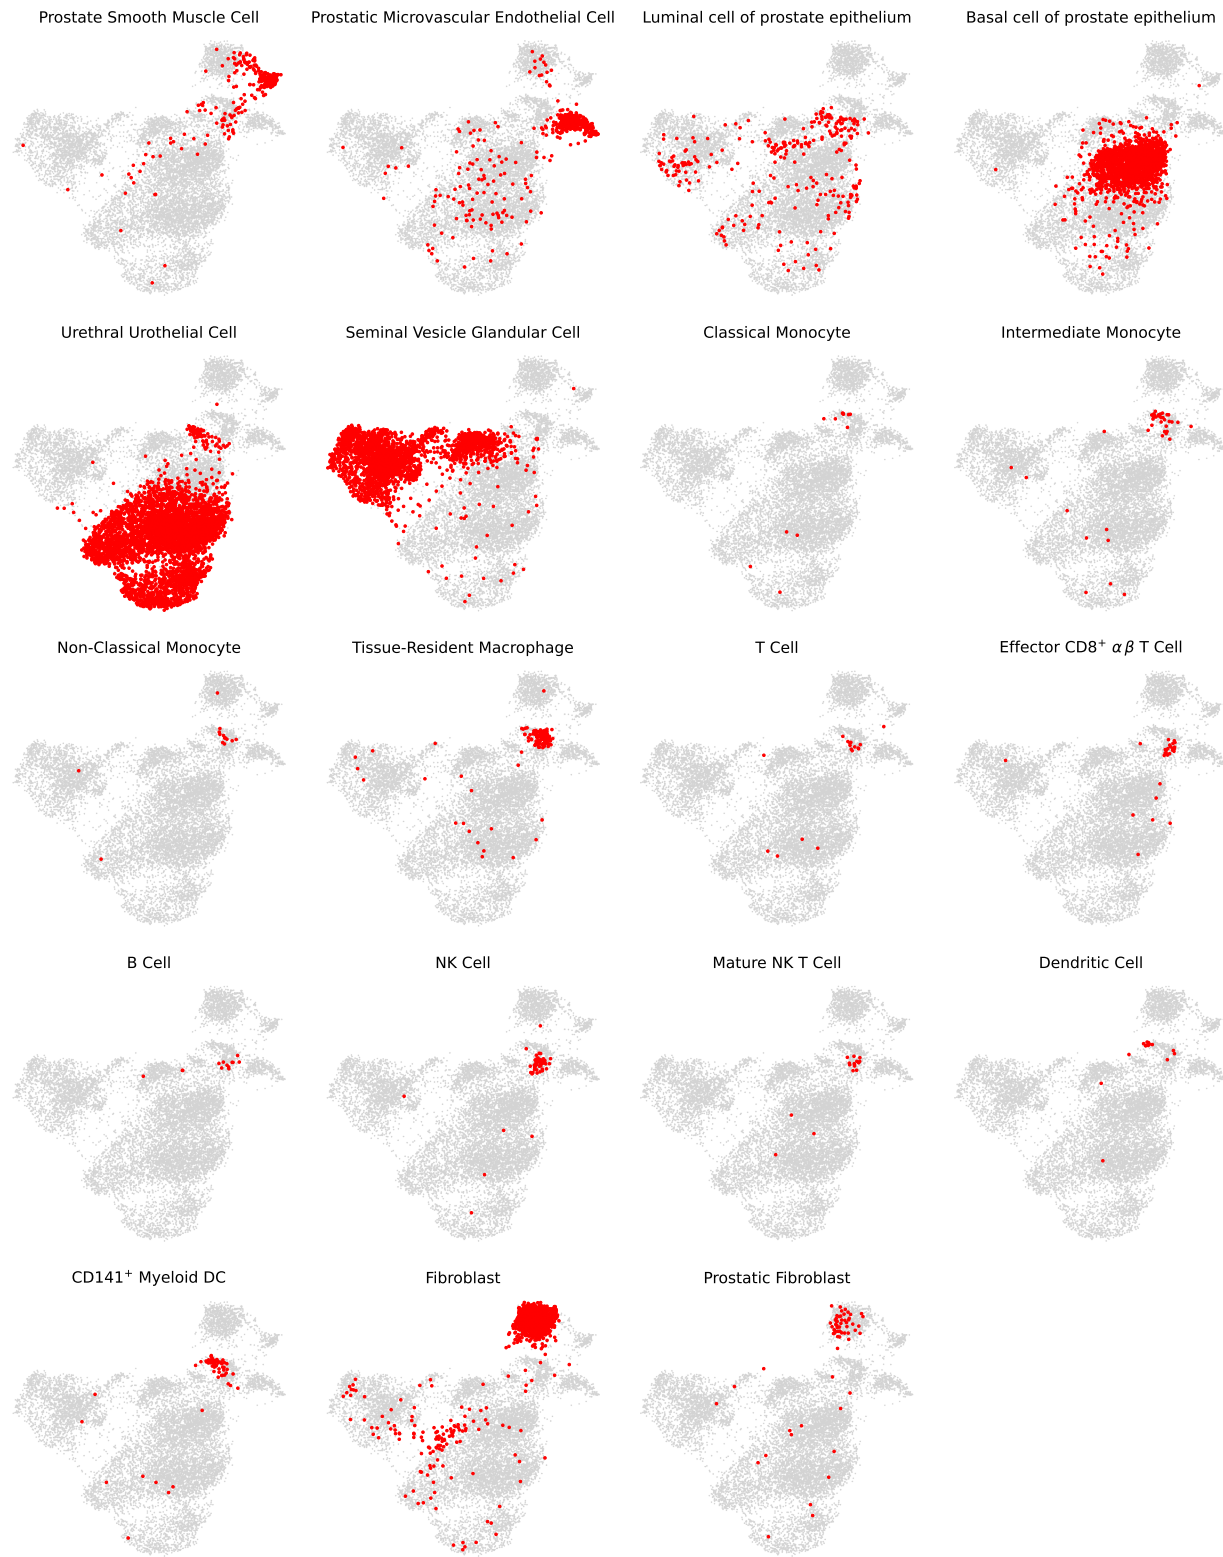 Prostate Smooth Muscle Cell
Prostatic Microvascular Endothelial Cell
Luminal cell of prostate epithelium
Basal cell of prostate epithelium
Urethral Urothelial Cell
Seminal Vesicle Glandular Cell
Classical Monocyte
Intermediate Monocyte
Non-Classical Monocyte
Tissue-Resident Macrophage
T Cell
Effector CD8⁺ αβ T Cell
B Cell
NK Cell
Mature NK T Cell
Dendritic Cell
CD141⁺ Myeloid DC
Fibroblast
Prostatic Fibroblast